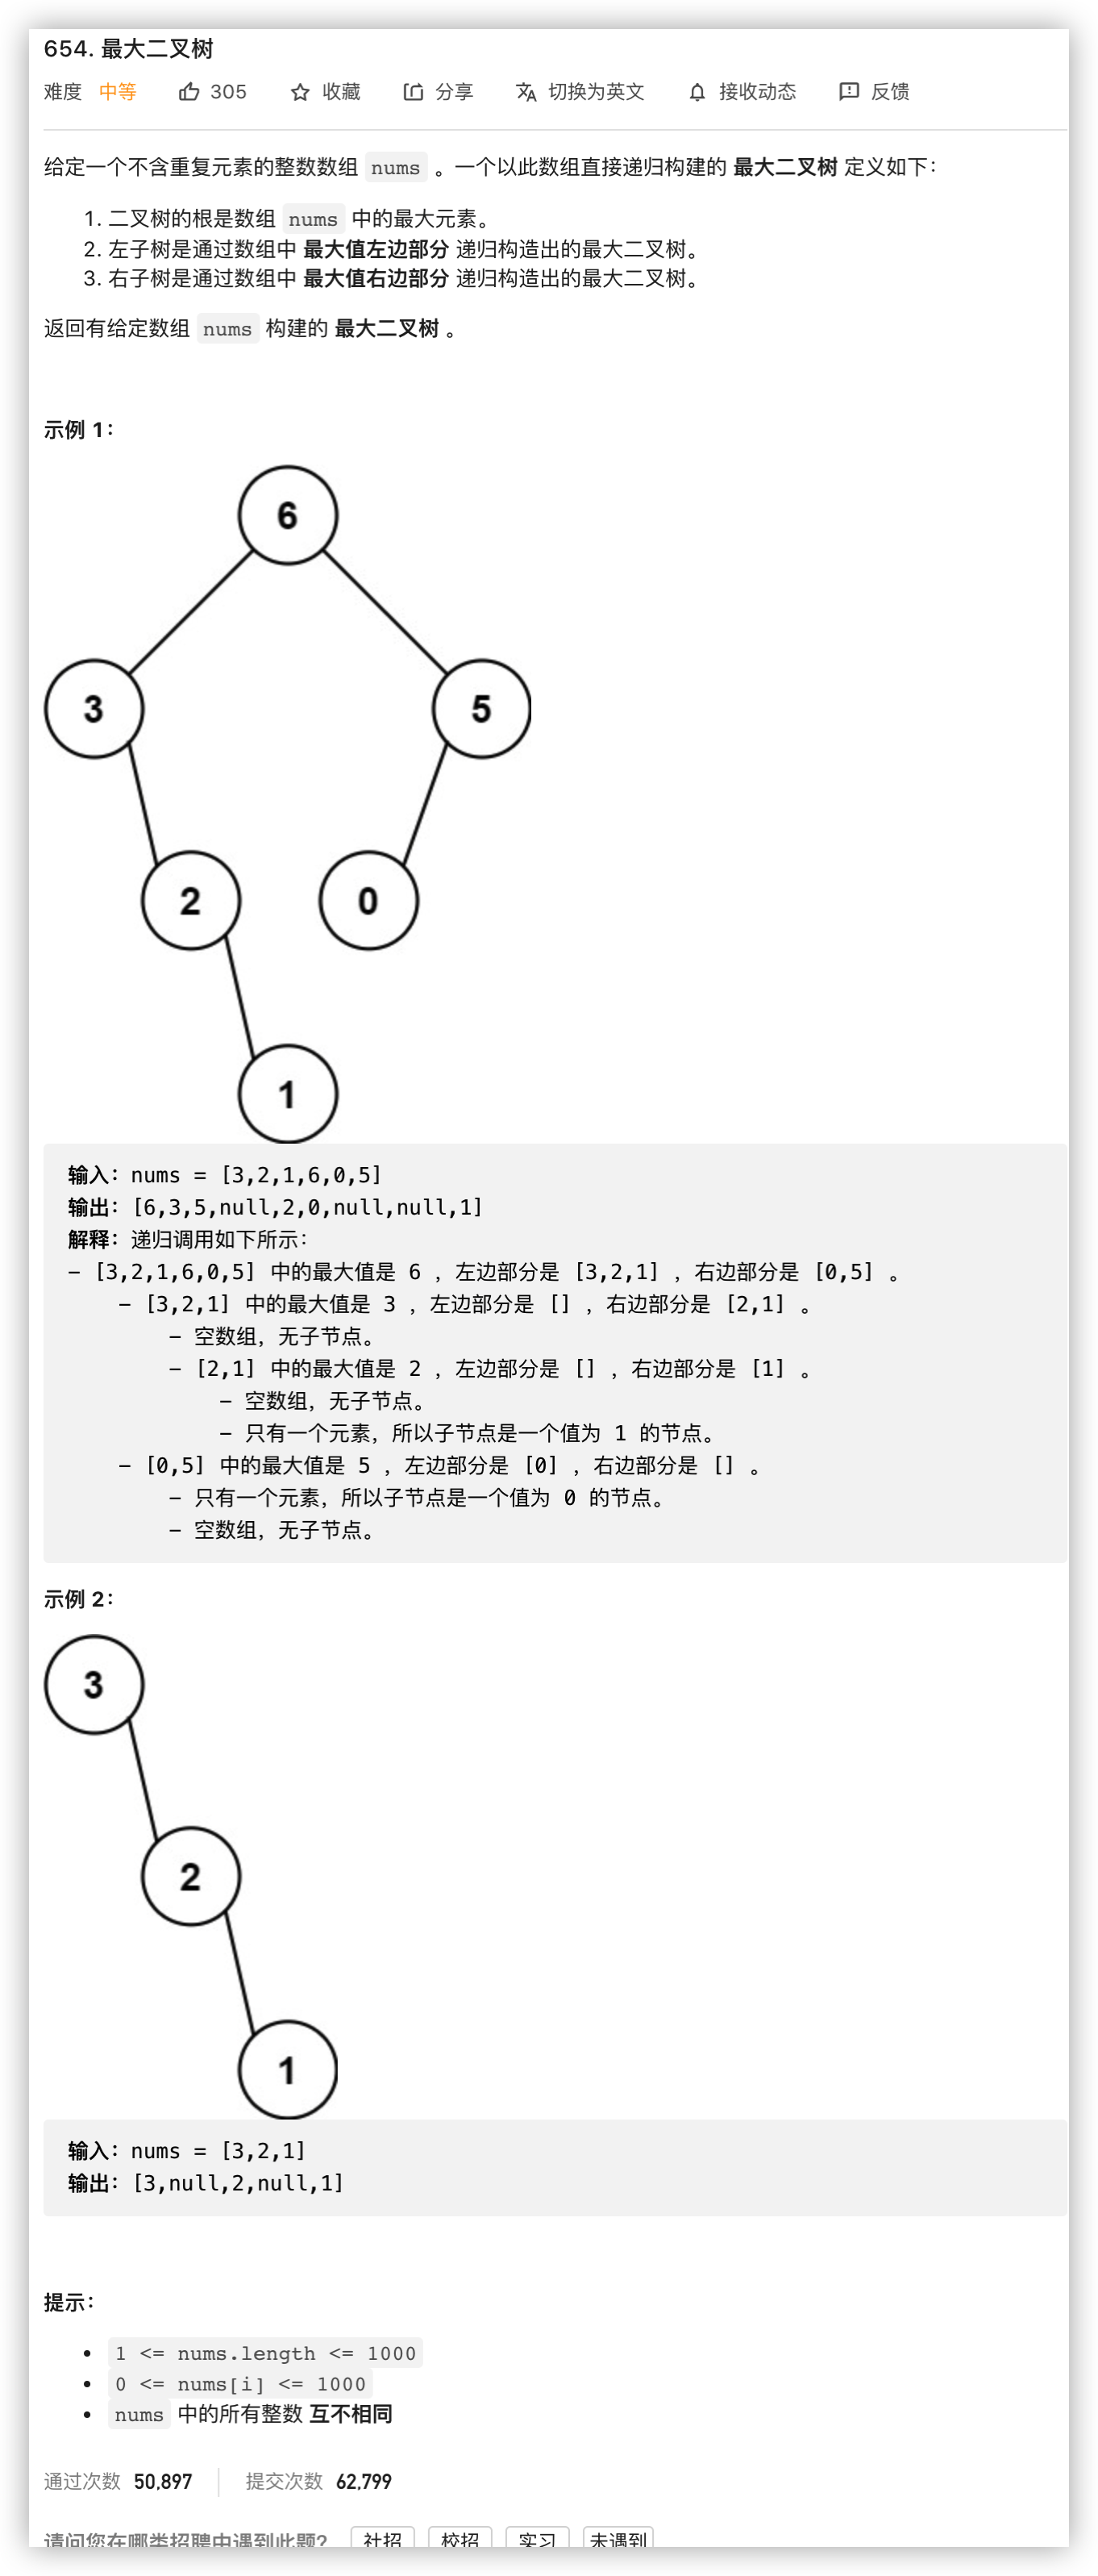 654. 最大二叉树
难度 中等 305 收藏 分享 切换为英文 接收动态 反馈
给定一个不含重复元素的整数数组 nums 。一个以此数组直接递归构建的 最大二叉树 定义如下：
1. 二叉树的根是数组 nums 中的最大元素。
2. 左子树是通过数组中 最大值左边部分 递归构造出的最大二叉树。
3. 右子树是通过数组中 最大值右边部分 递归构造出的最大二叉树。
返回有给定数组 nums 构建的 最大二叉树 。
示例 1：
6
3 5
2 0
1
输入：nums = [3,2,1,6,0,5]
输出：[6,3,5,null,2,0,null,null,1]
解释：递归调用如下所示：
- [3,2,1,6,0,5] 中的最大值是 6 ，左边部分是 [3,2,1] ，右边部分是 [0,5] 。
- [3,2,1] 中的最大值是 3 ，左边部分是 [] ，右边部分是 [2,1] 。
- 空数组，无子节点。
- [2,1] 中的最大值是 2 ，左边部分是 [] ，右边部分是 [1] 。
- 空数组，无子节点。
- 只有一个元素，所以子节点是一个值为 1 的节点。
- [0,5] 中的最大值是 5 ，左边部分是 [0] ，右边部分是 [] 。
- 只有一个元素，所以子节点是一个值为 0 的节点。
- 空数组，无子节点。
示例 2：
3
2
1
输入：nums = [3,2,1]
输出：[3,null,2,null,1]
提示：
• 1 <= nums.length <= 1000
• 0 <= nums[i] <= 1000
• nums 中的所有整数 互不相同
通过次数 50,897 提交次数 62,799
请问您在哪类招聘中遇到此题? 社招 校招 实习 未遇到